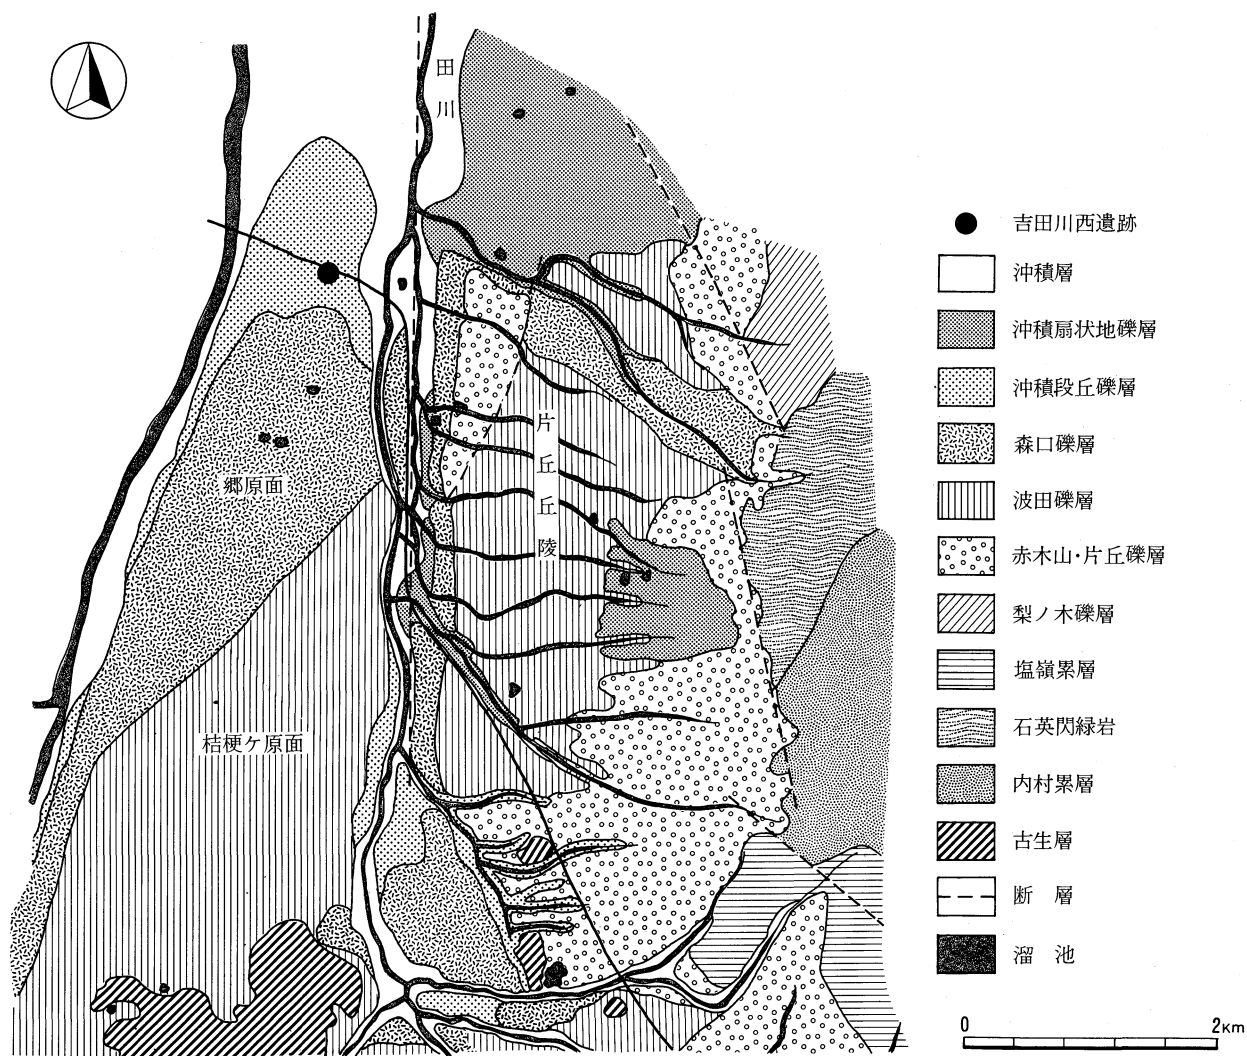 田川
片丘丘陵
郷原面
桔梗ケ原面
吉田川西遺跡
沖積層
沖積扇状地礫層
沖積段丘礫層
森口礫層
波田礫層
赤木山・片丘礫層
梨ノ木礫層
塩嶺累層
石英閃緑岩
内村累層
古生層
断 層
溜 池
0 2KM